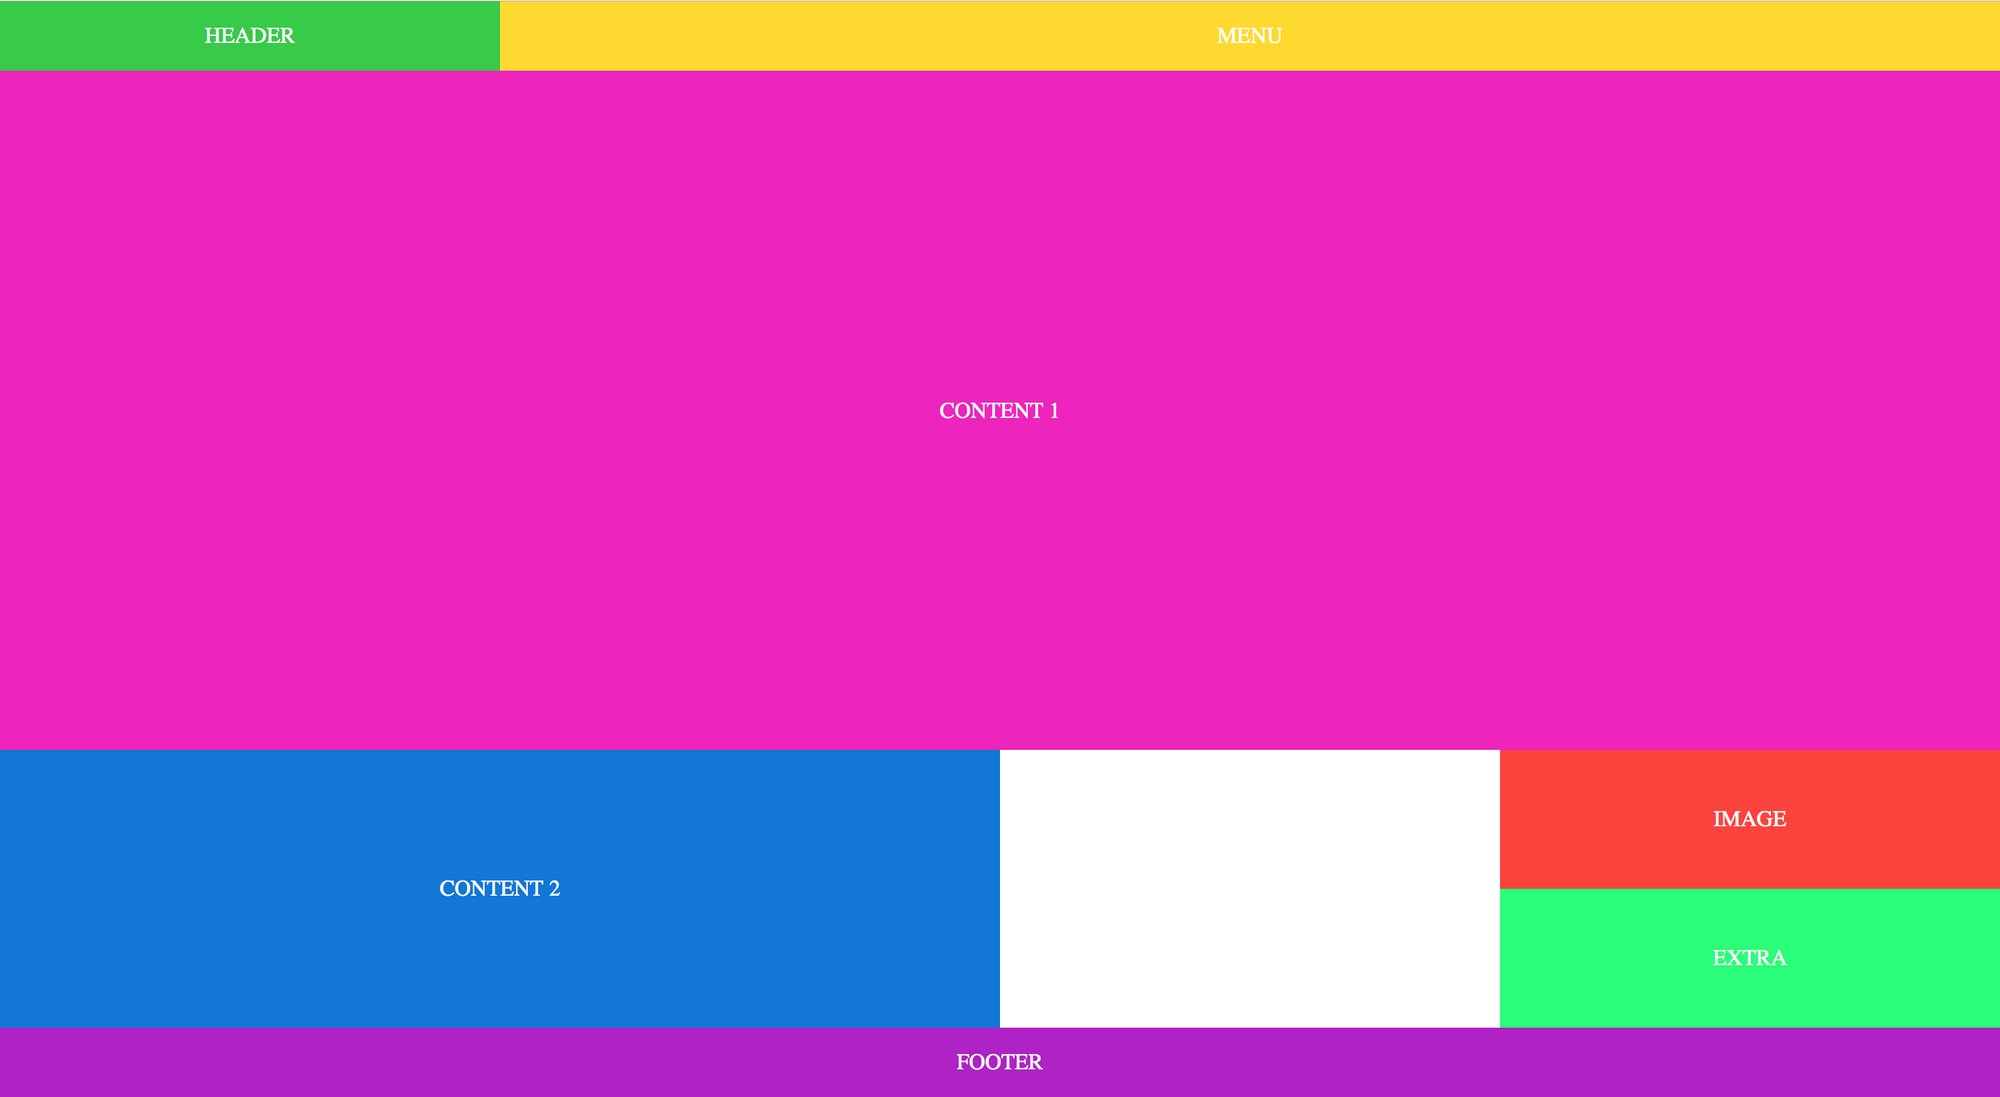 HEADER
MENU
CONTENT 1
CONTENT 2
IMAGE
EXTRA
FOOTER